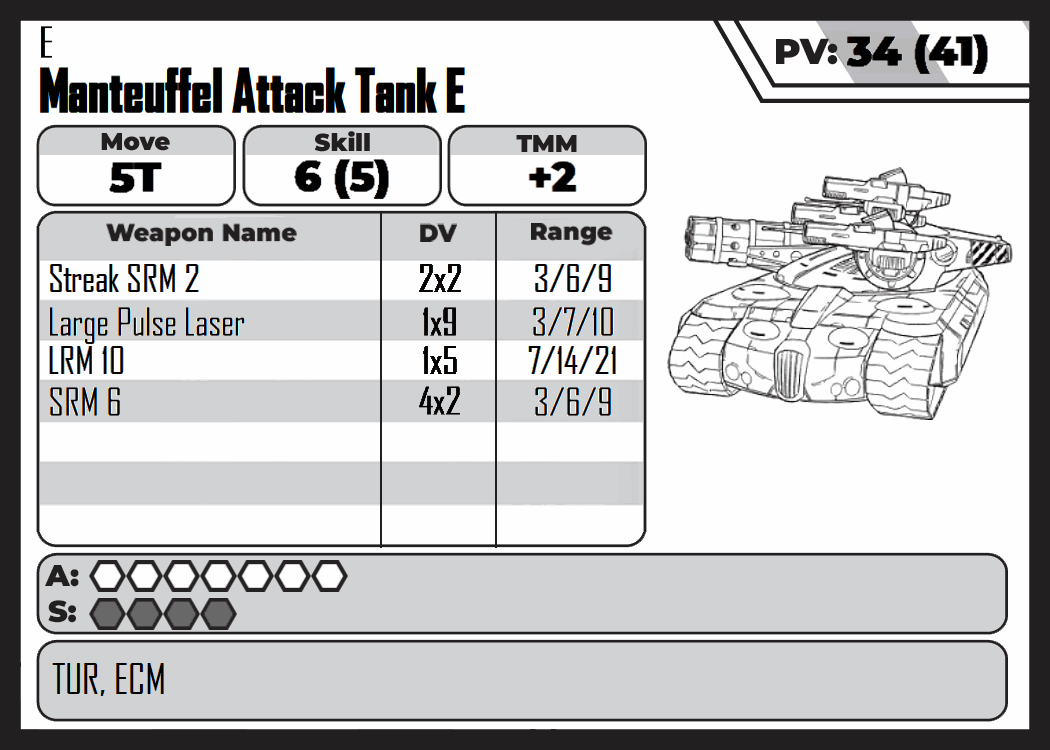 E
PV: 34 (41)
Manteuffel Attack Tank E
Move Skill TMM
5T 6 (5) +2
Weapon Name DV Range
Streak SRM 2 2x2 3/6/9
Large Pulse Laser 1x9 3/7/10
LRM 10 1x5 7/14/21
SRM 6 4x2 3/6/9
A:
S:
TUR, ECM